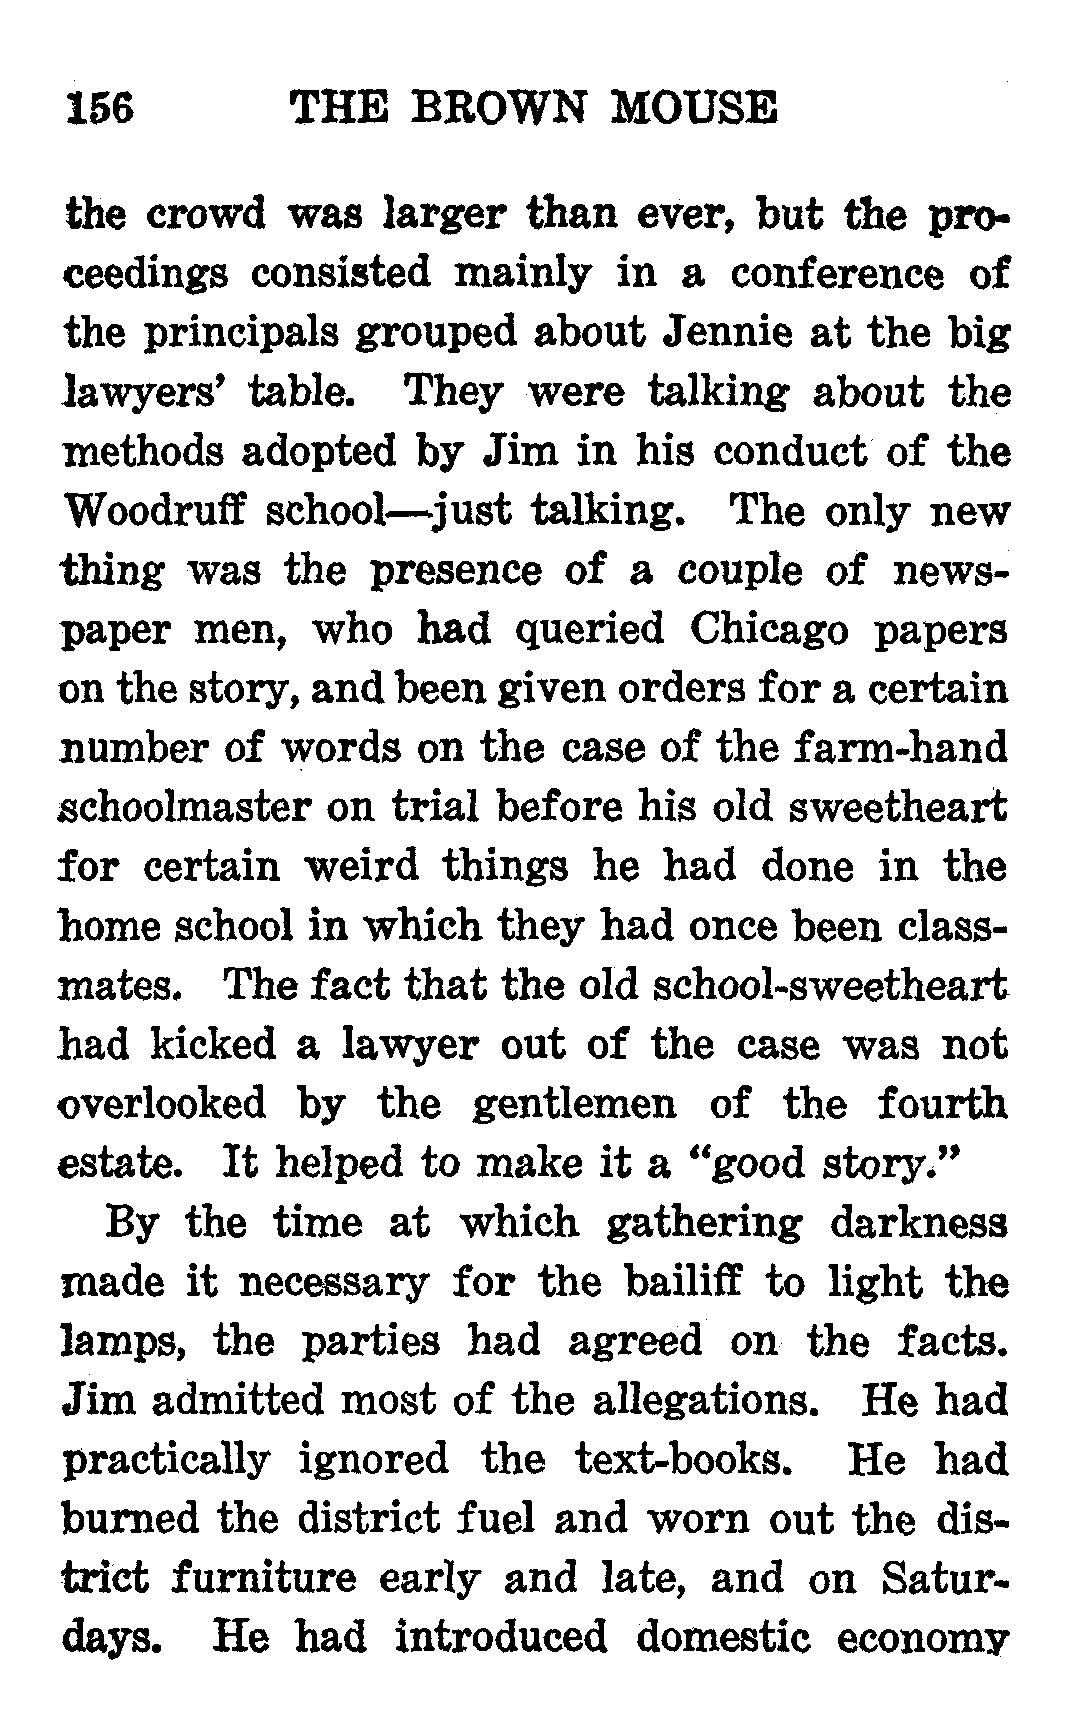 156 THE BROWN MOUSE
the crowd was larger than ever, but the pro-
ceedings consisted mainly in a conference of
the principals grouped about Jennie at the big
lawyers’ table. They were talking about the
methods adopted by Jim in his conduct of the
Woodruff school—just talking. The only new
thing was the presence of a couple of news-
paper men, who had queried Chicago papers
on the story, and been given orders for a certain
number of words on the case of the farm-hand
schoolmaster on trial before his old sweetheart
for certain weird things he had done in the
home school in which they had once been class-
mates. The fact that the old school-sweetheart
had kicked a lawyer out of the case was not
overlooked by the gentlemen of the fourth
estate. It helped to make it a “good story.”
By the time at which gathering darkness
made it necessary for the bailiff to light the
lamps, the parties had agreed on the facts.
Jim admitted most of the allegations. He had
practically ignored the text-books. He had
burned the district fuel and worn out the dis-
trict furniture early and late, and on Satur-
days. He had introduced domestic economy